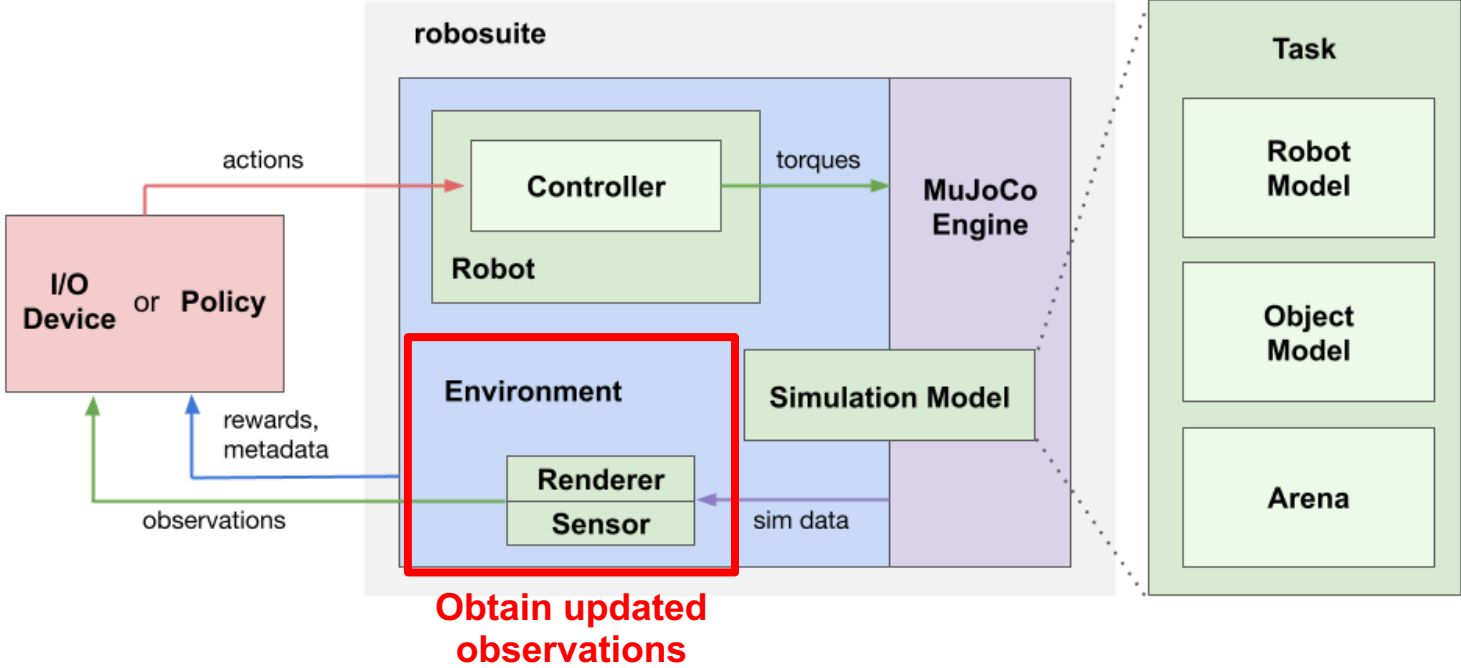 robosuite
Task
actions
Controller
torques
MuJoCo
Engine
Robot
Model
Robot
I/O
Device
or
Policy
Environment
Simulation Model
Object
Model
rewards,
metadata
Renderer
Sensor
sim data
observations
Arena
Obtain updated
observations